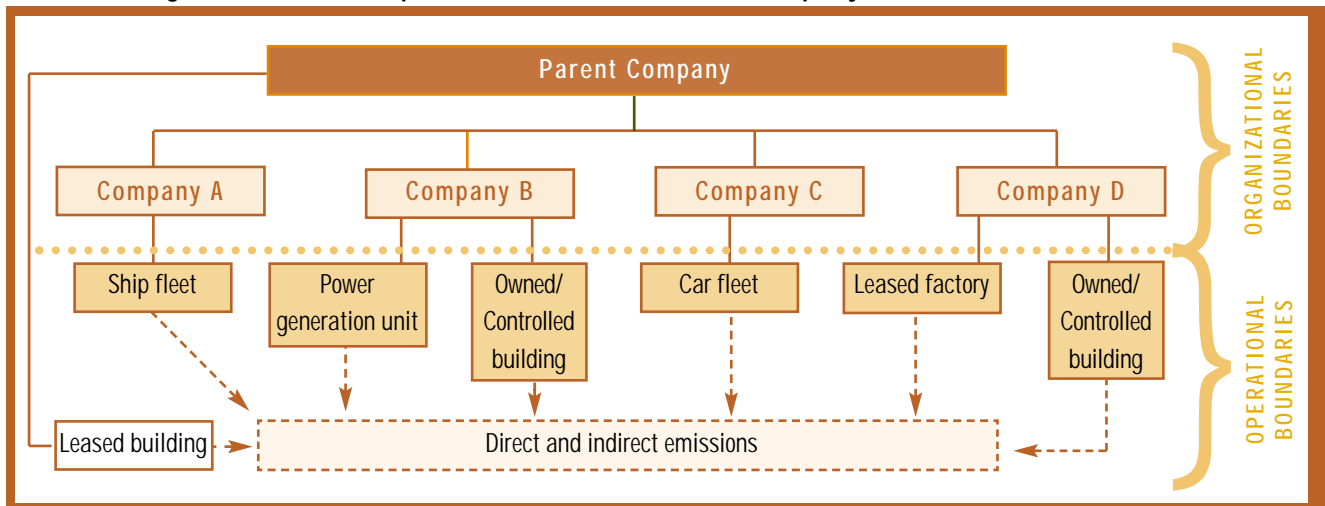 Parent Company
ORGANIZATIONAL
BOUNDARIES
Company A
Company B
Company C
Company D
Ship fleet
Power
generation unit
Owned/
Controlled
building
Car fleet
Leased factory
Owned/
Controlled
building
OPERATIONAL
BOUNDARIES
Leased building
Direct and indirect emissions